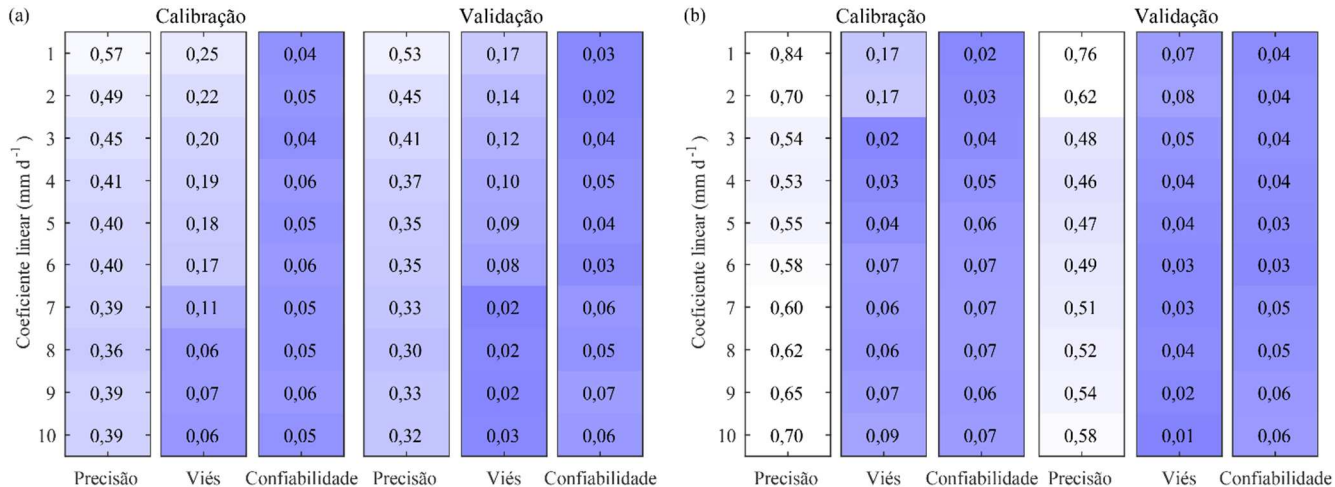 (a) Calibração Validação (b) Calibração Validação
1 0,57 0,25 0,04 0,53 0,17 0,03 1 0,84 0,17 0,02 0,76 0,07 0,04
2 0,49 0,22 0,05 0,45 0,14 0,02 2 0,70 0,17 0,03 0,62 0,08 0,04
3 0,45 0,20 0,04 0,41 0,12 0,04 3 0,54 0,02 0,04 0,48 0,05 0,04
4 0,41 0,19 0,06 0,37 0,10 0,05 4 0,53 0,03 0,05 0,46 0,04 0,04
5 0,40 0,18 0,05 0,35 0,09 0,04 5 0,55 0,04 0,06 0,47 0,04 0,03
6 0,40 0,17 0,06 0,35 0,08 0,03 6 0,58 0,07 0,07 0,49 0,03 0,03
7 0,39 0,11 0,05 0,33 0,02 0,06 7 0,60 0,06 0,07 0,51 0,03 0,05
8 0,36 0,06 0,05 0,30 0,02 0,05 8 0,62 0,06 0,07 0,52 0,04 0,05
9 0,39 0,07 0,06 0,33 0,02 0,07 9 0,65 0,07 0,06 0,54 0,02 0,06
10 0,39 0,06 0,05 0,32 0,03 0,06 10 0,70 0,09 0,07 0,58 0,01 0,06
Coeficiente linear (mm d⁻¹ )
Coeficiente linear (mm d⁻¹ )
Precisão Viés Confiabilidade Precisão Viés Confiabilidade Precisão Viés Confiabilidade Precisão Viés Confiabilidade